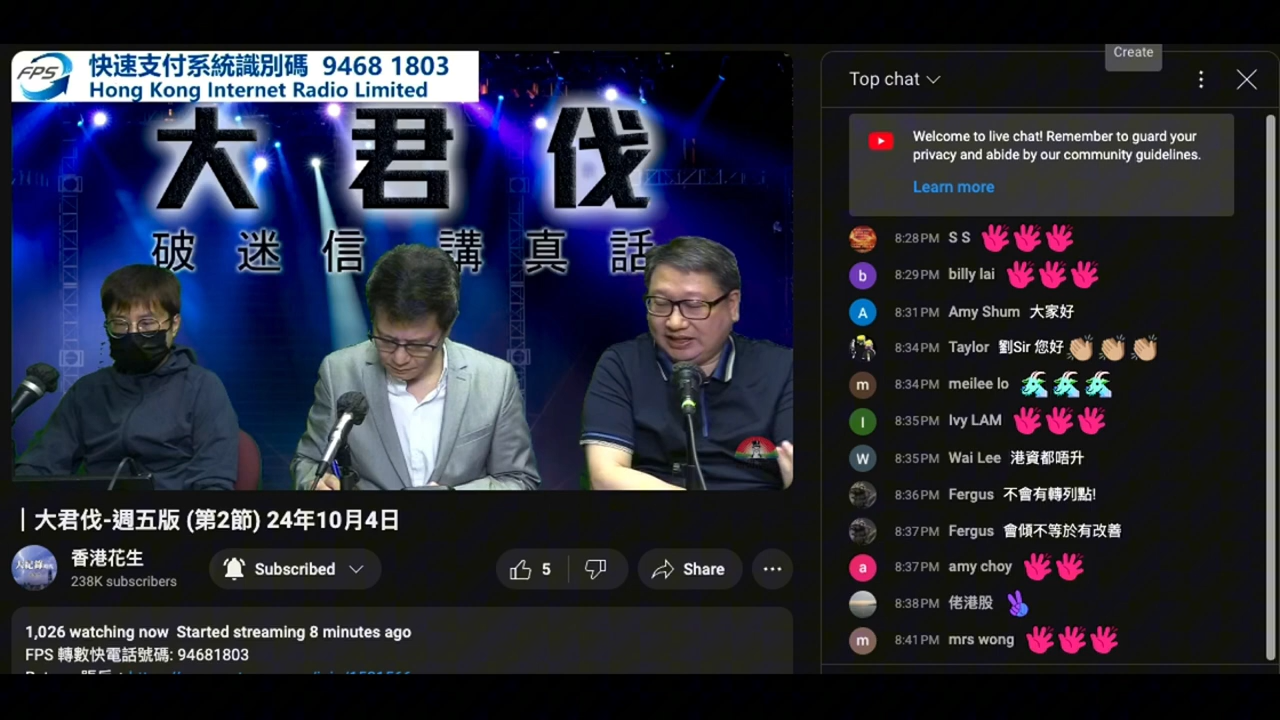 FPS
快速支付系統識別碼 9468 1803
Hong Kong Internet Radio Limited
大君伐
破迷信 講真話
｜大君伐-週五版 (第2節) 24年10月4日
香港花生
238K subscribers
Subscribed
5
Share
1,026 watching now Started streaming 8 minutes ago
FPS 轉數快電話號碼: 94681803
Create
Top chat
Welcome to live chat! Remember to guard your
privacy and abide by our community guidelines.
Learn more
8:28 PM S S
b 8:29 PM billy lai
A 8:31 PM Amy Shum 大家好
8:34 PM Taylor 劉Sir 您好
m 8:34 PM meilee lo
I 8:35 PM Ivy LAM
W 8:35 PM Wai Lee 港資都唔升
8:36 PM Fergus 不會有轉列點!
8:37 PM Fergus 會傾不等於有改善
a 8:37 PM amy choy
8:38 PM 佬港股
m 8:41 PM mrs wong